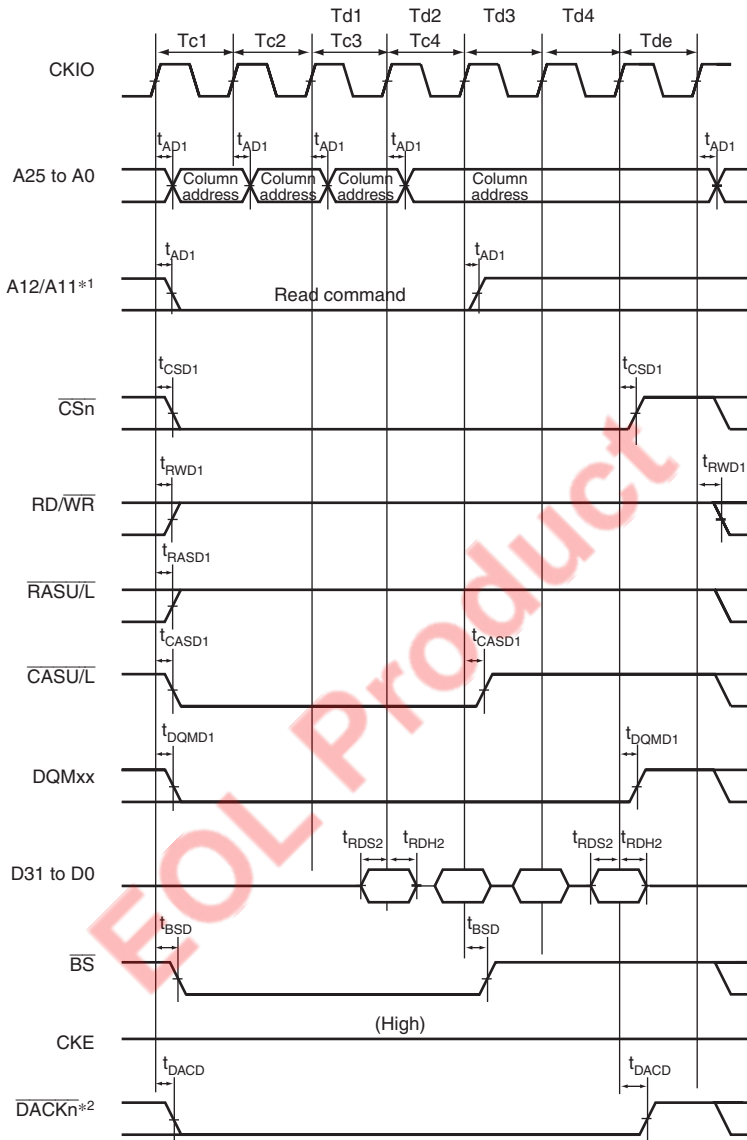 Td1 Td2 Td3 Td4
Tc1 Tc2 Tc3 Tc4 Tde
CKIO
tAD1 tAD1 tAD1 tAD1 tAD1
A25 to A0
Column address
Column address
Column address
Column address
tAD1 tAD1
A12/A11*1
Read command
tCSD1 tCSD1
CSn
tRWD1 tRWD1
RD/WR
tRASD1
RASU/L
tCASD1 tCASD1
CASU/L
tDQMD1 tDQMD1
DQMxx
tRDS2 tRDH2 tRDS2 tRDH2
D31 to D0
tBSD tBSD
BS
(High)
CKE
tDACD tDACD
DACKn*2
EOL Product